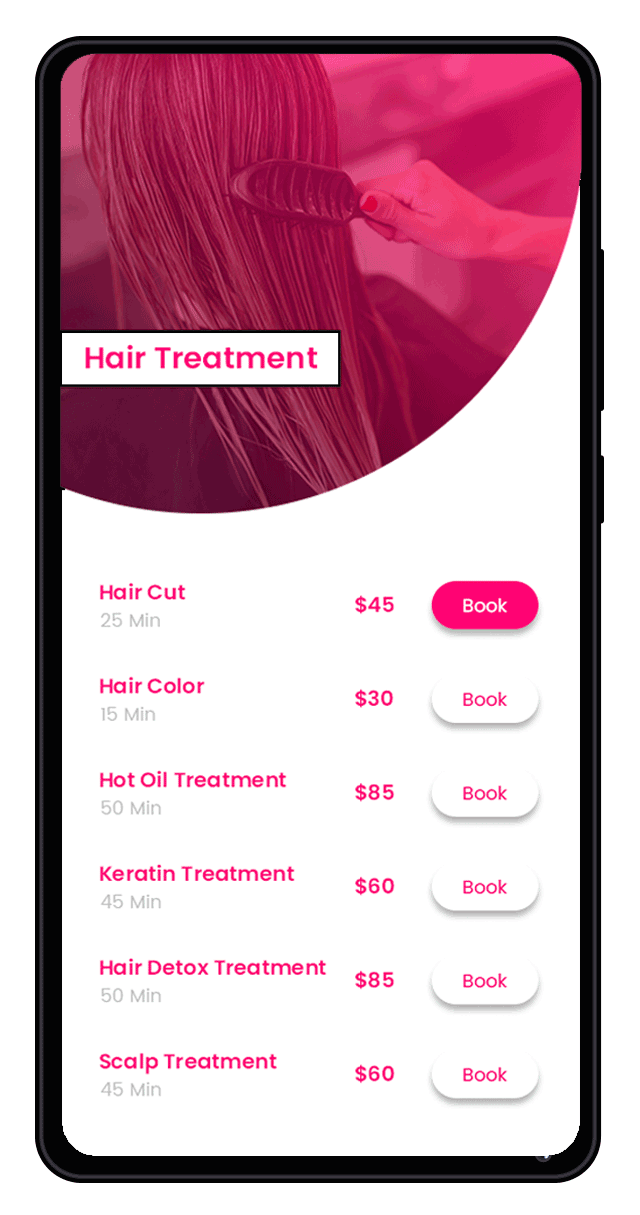 Hair Treatment
Hair Cut
25 Min
$45
Book
Hair Color
15 Min
$30
Book
Hot Oil Treatment
50 Min
$85
Book
Keratin Treatment
45 Min
$60
Book
Hair Detox Treatment
50 Min
$85
Book
Scalp Treatment
45 Min
$60
Book